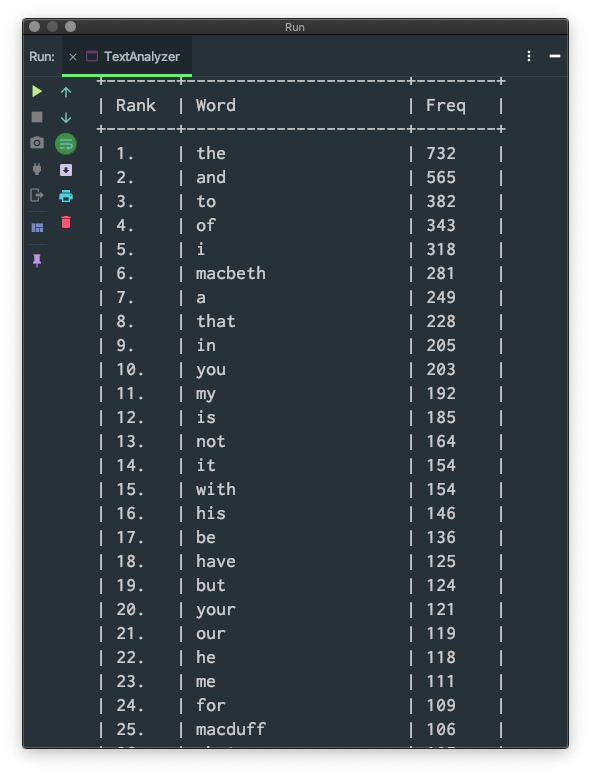 Run
Run: × TextAnalyzer
+-------+-----------------------+--------+
| Rank | Word | Freq |
+-------+-----------------------+--------+
| 1. | the | 732 |
| 2. | and | 565 |
| 3. | to | 382 |
| 4. | of | 343 |
| 5. | i | 318 |
| 6. | macbeth | 281 |
| 7. | a | 249 |
| 8. | that | 228 |
| 9. | in | 205 |
| 10. | you | 203 |
| 11. | my | 192 |
| 12. | is | 185 |
| 13. | not | 164 |
| 14. | it | 154 |
| 15. | with | 154 |
| 16. | his | 146 |
| 17. | be | 136 |
| 18. | have | 125 |
| 19. | but | 124 |
| 20. | your | 121 |
| 21. | our | 119 |
| 22. | he | 118 |
| 23. | me | 111 |
| 24. | for | 109 |
| 25. | macduff | 106 |